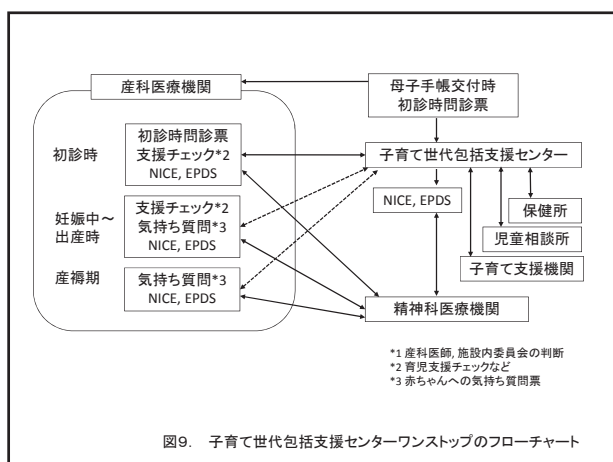 産科医療機関
母子手帳交付時
初診時問診票
初診時
初診時問診票
支援チェック*2
NICE, EPDS
子育て世代包括支援センター
NICE, EPDS
保健所
児童相談所
子育て支援機関
妊娠中～
出産時
支援チェック*2
気持ち質問*3
NICE, EPDS
産褥期
気持ち質問*3
NICE, EPDS
精神科医療機関
*1 産科医師, 施設内委員会の判断
*2 育児支援チェックなど
*3 赤ちゃんへの気持ち質問票
図9. 子育て世代包括支援センターワンストップのフローチャート